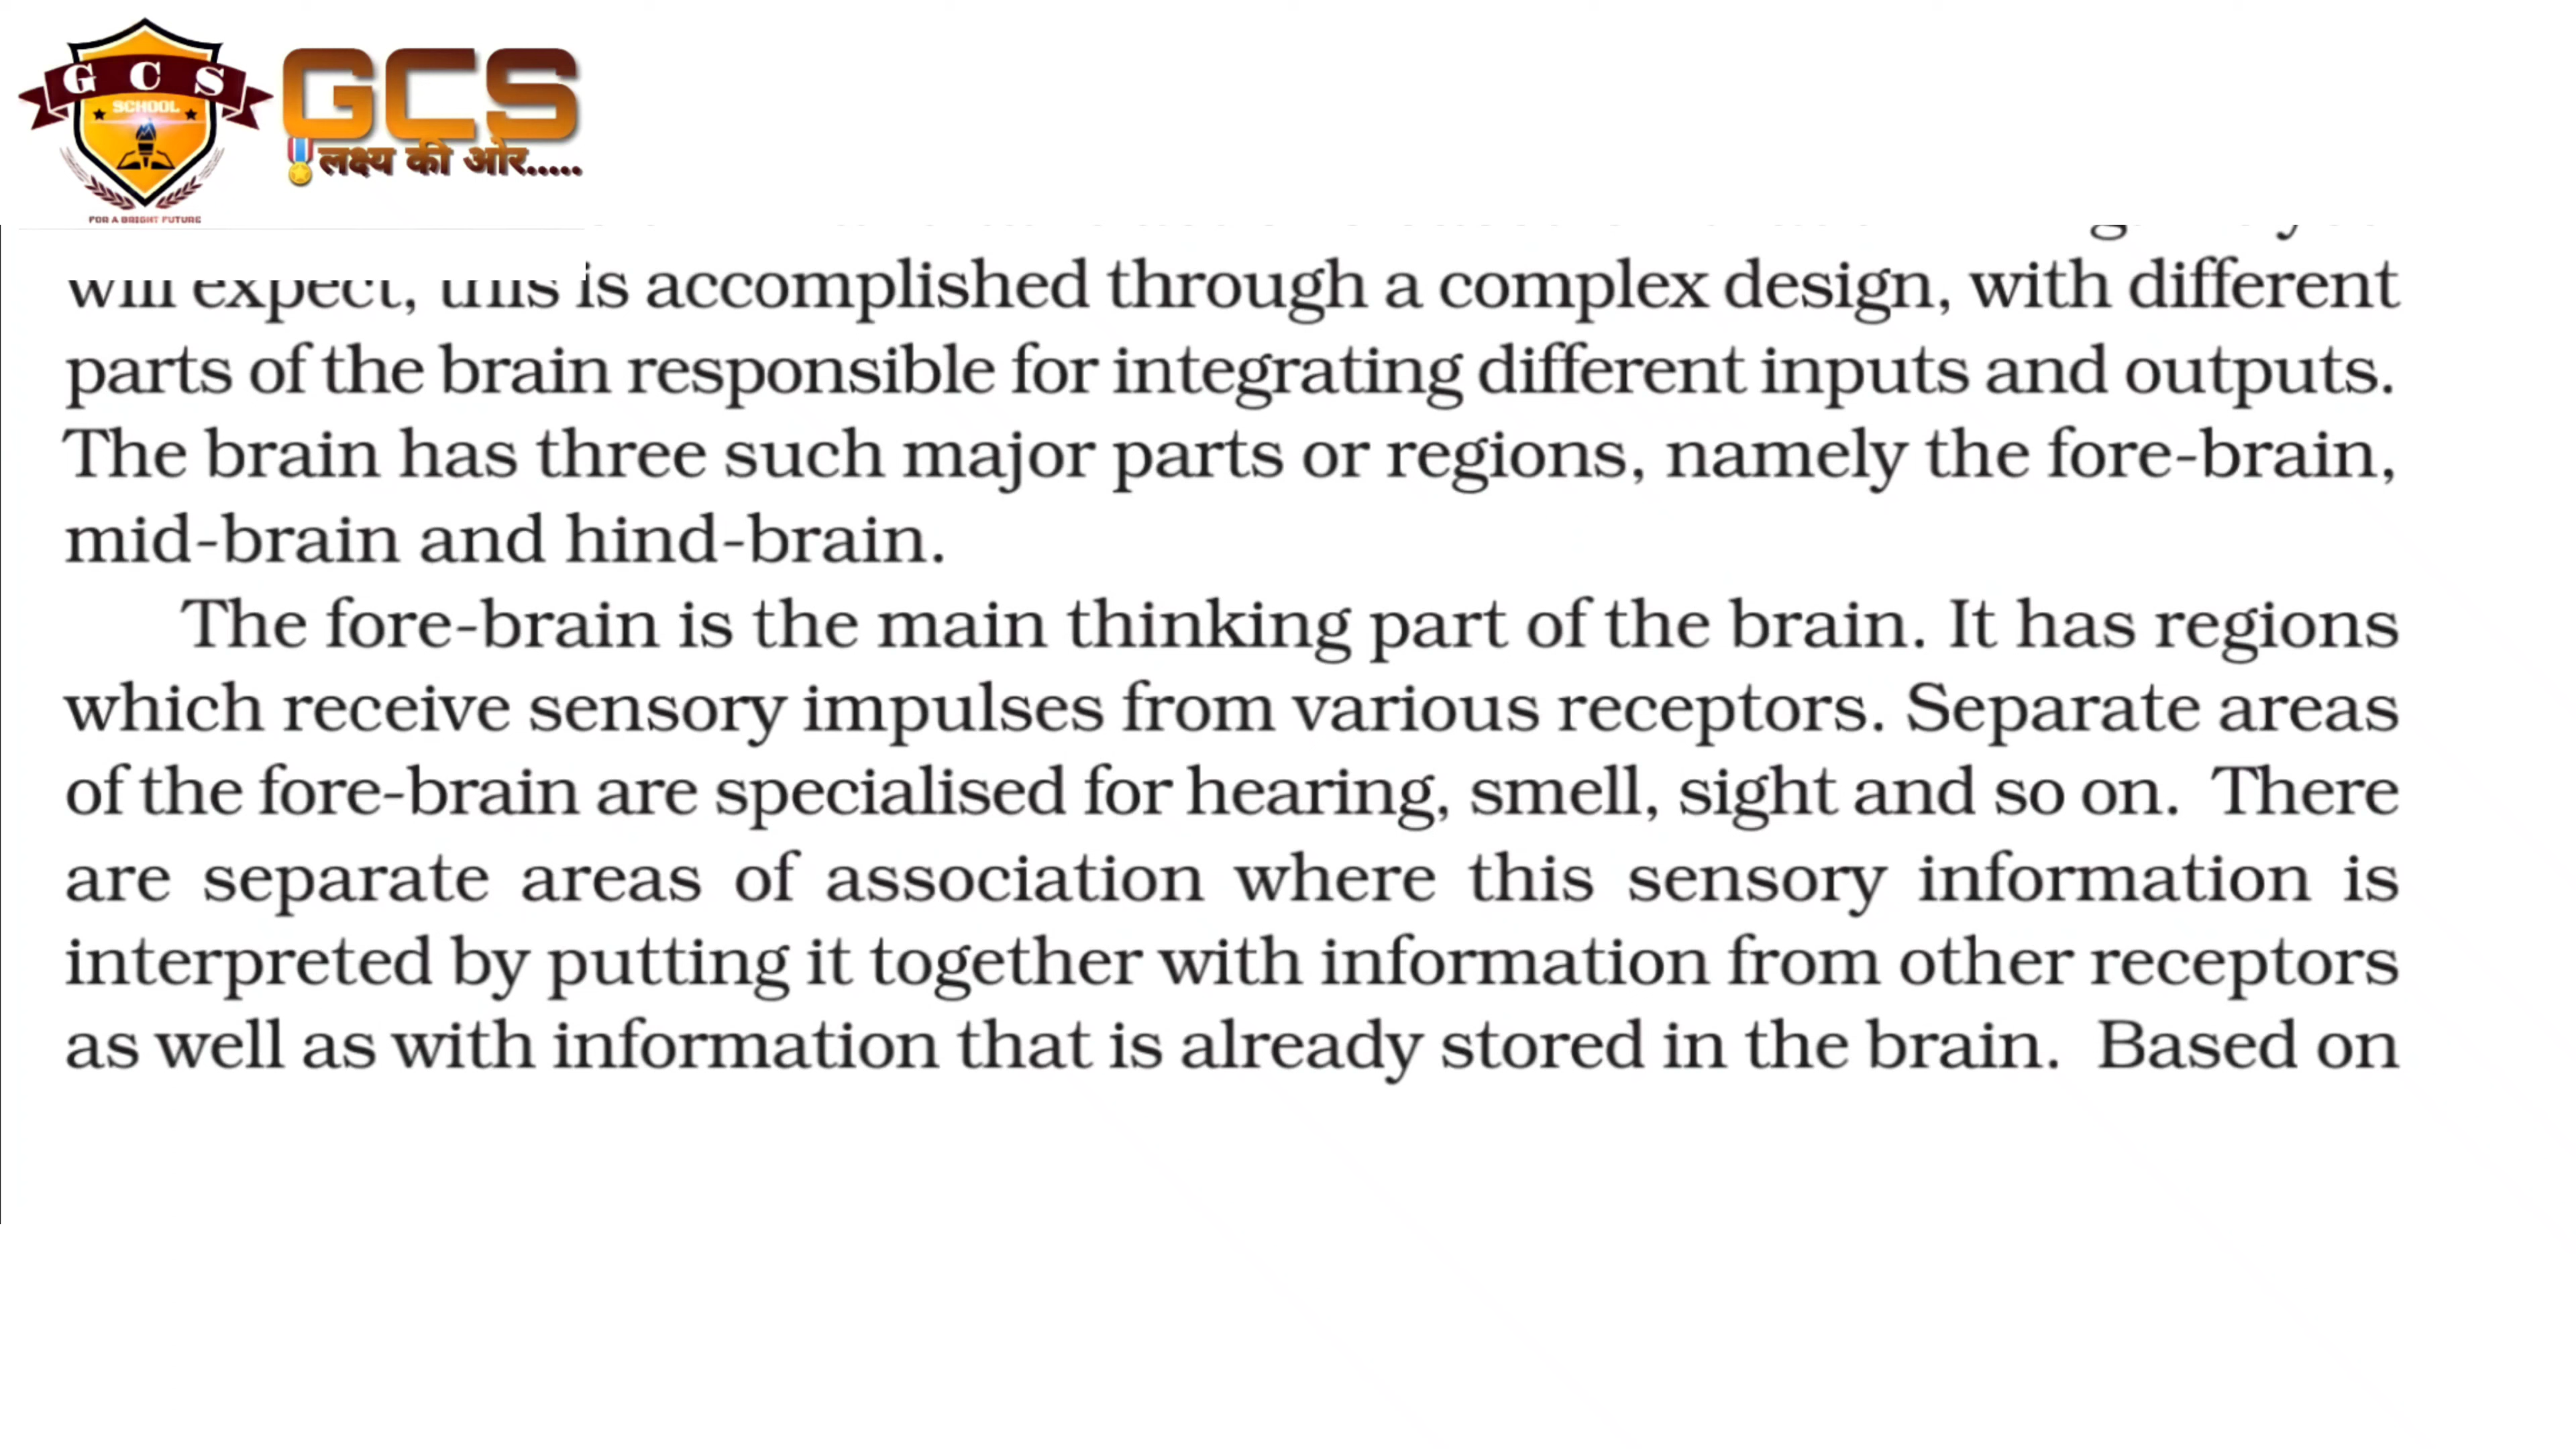 G C S
SCHOOL
FOR A BRIGHT FUTURE
GCS
लक्ष्य की ओर.....
will expect, this is accomplished through a complex design, with different
parts of the brain responsible for integrating different inputs and outputs.
The brain has three such major parts or regions, namely the fore-brain,
mid-brain and hind-brain.
The fore-brain is the main thinking part of the brain. It has regions
which receive sensory impulses from various receptors. Separate areas
of the fore-brain are specialised for hearing, smell, sight and so on. There
are separate areas of association where this sensory information is
interpreted by putting it together with information from other receptors
as well as with information that is already stored in the brain. Based on